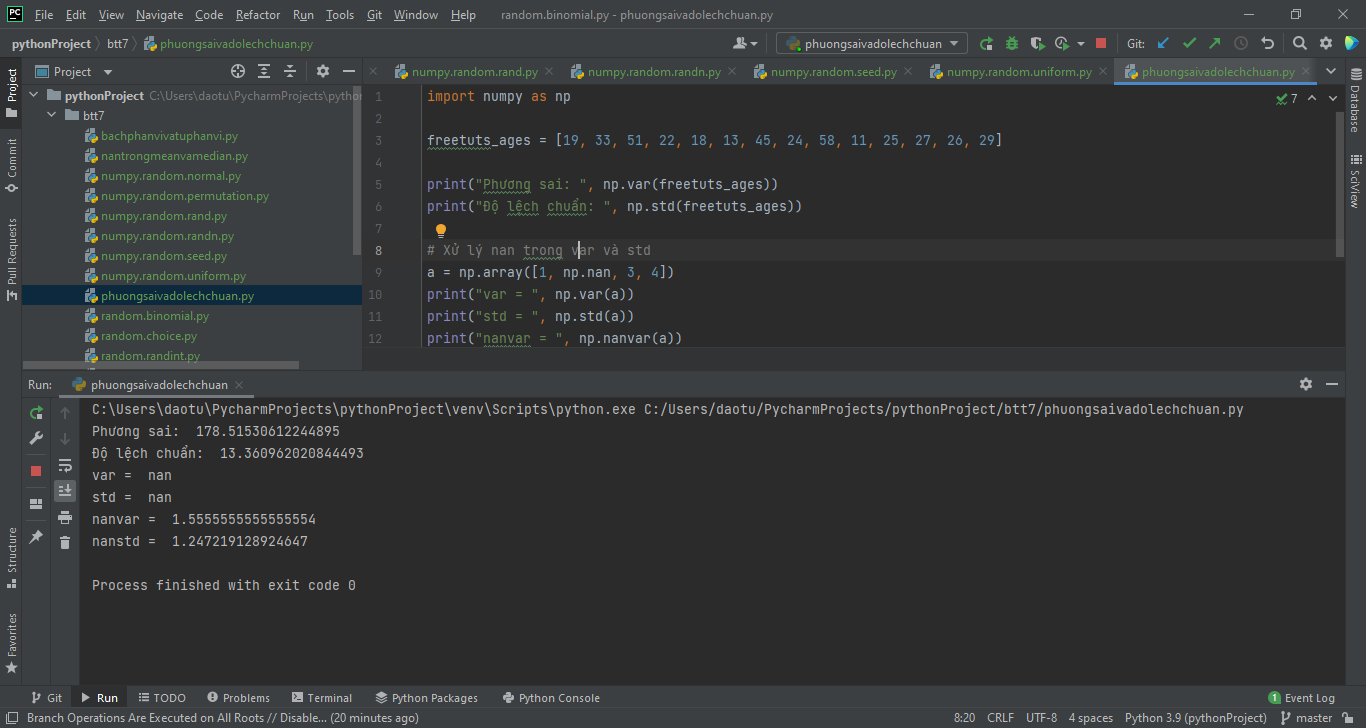 PC File Edit View Navigate Code Refactor Run Tools Git Window Help random.binomial.py - phuongsaivadolechchuan.py
pythonProject btt7 phuongsaivadolechchuan.py phuongsaivadolechchuan Git:
Project
numpy.random.rand.py numpy.random.randn.py numpy.random.seed.py numpy.random.uniform.py phuongsaivadolechchuan.py
Project
Commit
Pull Requests
pythonProject C:\Users\daotu\PycharmProjects\pytho
btt7
bachphanvivatuphanvi.py
nantrongmeanvamedian.py
numpy.random.normal.py
numpy.random.permutation.py
numpy.random.rand.py
numpy.random.randn.py
numpy.random.seed.py
numpy.random.uniform.py
phuongsaivadolechchuan.py
random.binomial.py
random.choice.py
random.randint.py
1 import numpy as np
2
3 freetuts_ages = [19, 33, 51, 22, 18, 13, 45, 24, 58, 11, 25, 27, 26, 29]
4
5 print("Phương sai: ", np.var(freetuts_ages))
6 print("Độ lệch chuẩn: ", np.std(freetuts_ages))
7
8 # Xử lý nan trong var và std
9 a = np.array([1, np.nan, 3, 4])
10 print("var = ", np.var(a))
11 print("std = ", np.std(a))
12 print("nanvar = ", np.nanvar(a))
7
Database
SciView
Run: phuongsaivadolechchuan
C:\Users\daotu\PycharmProjects\pythonProject\venv\Scripts\python.exe C:/Users/daotu/PycharmProjects/pythonProject/btt7/phuongsaivadolechchuan.py
Phương sai:  178.51530612244895
Độ lệch chuẩn:  13.360962020844493
var =  nan
std =  nan
nanvar =  1.5555555555555554
nanstd =  1.247219128924647
Process finished with exit code 0
Structure
Favorites
Git Run TODO Problems Terminal Python Packages Python Console 1 Event Log
Branch Operations Are Executed on All Roots // Disable... (20 minutes ago) 8:20 CRLF UTF-8 4 spaces Python 3.9 (pythonProject) master